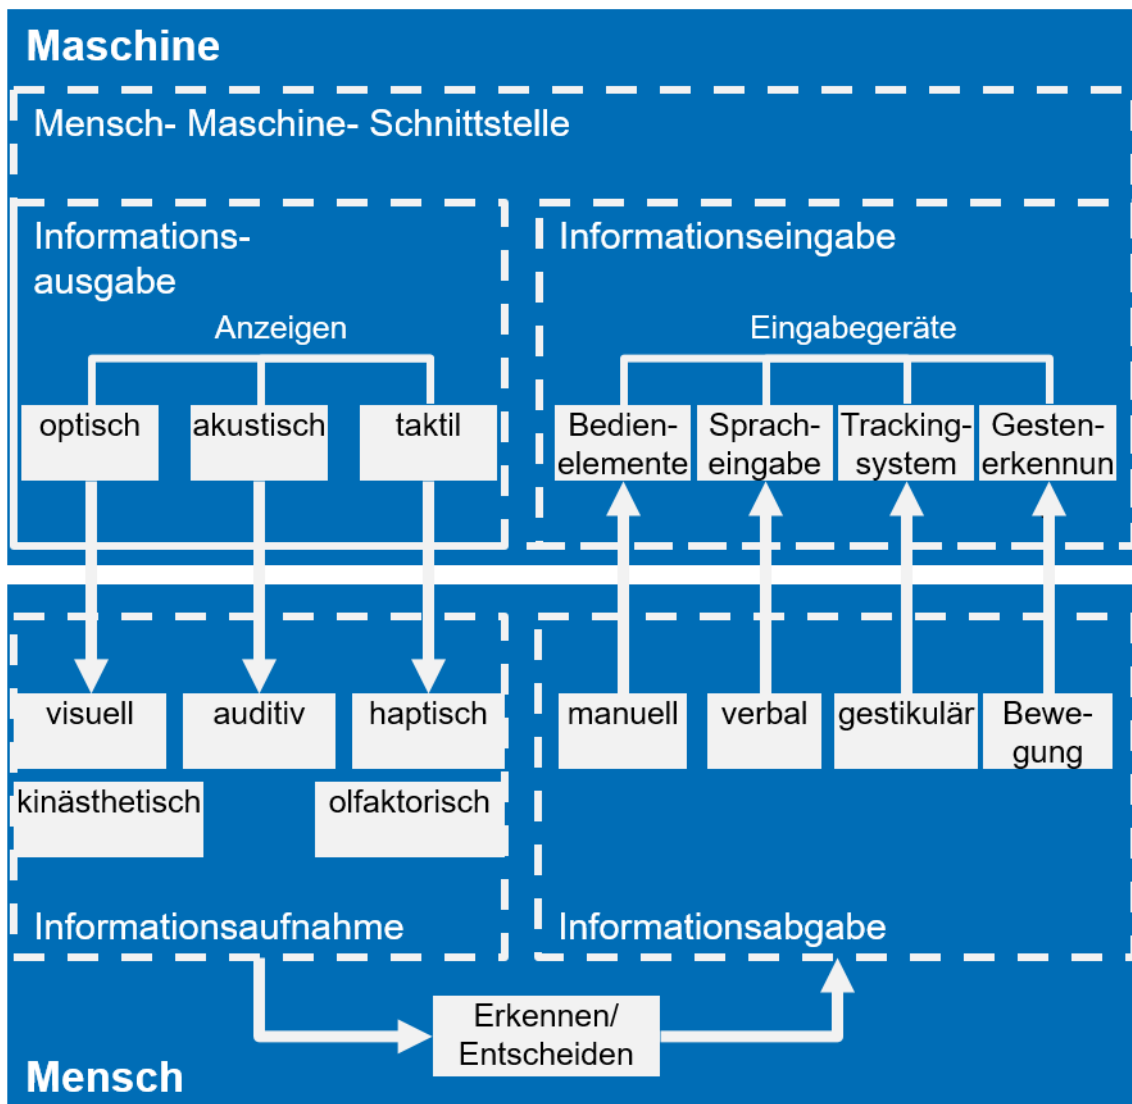 Maschine
Mensch- Maschine- Schnittstelle
Informations-
ausgabe
Anzeigen
optisch
akustisch
taktil
Informationseingabe
Eingabegeräte
Bedien-
elemente
Sprach-
eingabe
Tracking-
system
Gesten-
erkennun
visuell
auditiv
haptisch
kinästhetisch
olfaktorisch
Informationsaufnahme
manuell
verbal
gestikulär
Bewe-
gung
Informationsabgabe
Erkennen/
Entscheiden
Mensch